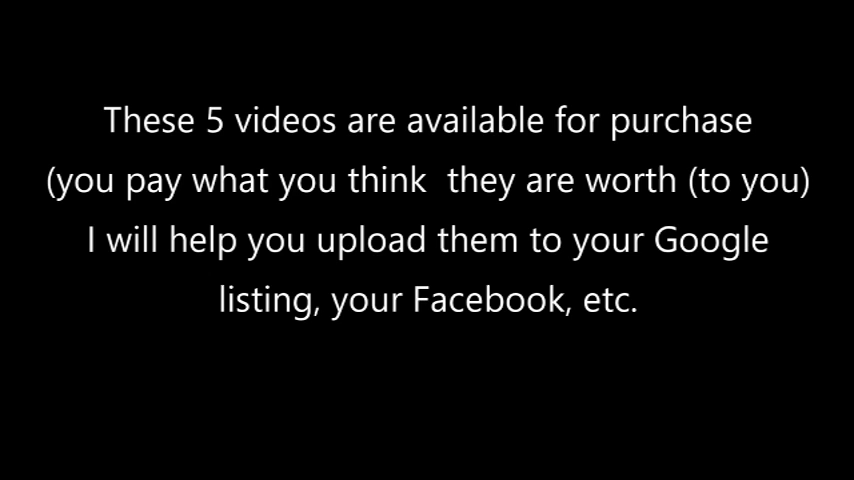 These 5 videos are available for purchase
(you pay what you think  they are worth (to you)
I will help you upload them to your Google
listing, your Facebook, etc.